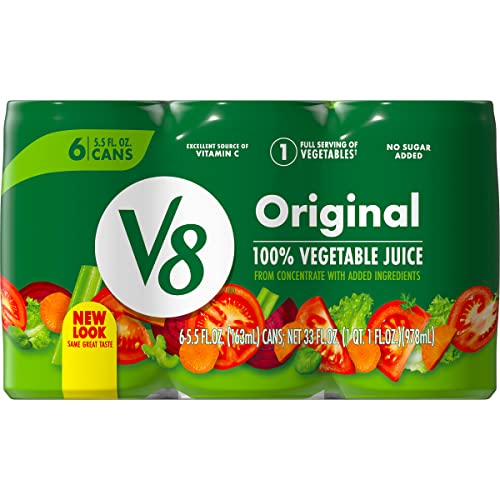 6 5.5 FL. OZ. CANS
EXCELLENT SOURCE OF
VITAMIN C
1 FULL SERVING OF
VEGETABLES†
NO SUGAR
ADDED
V8
Original
100% VEGETABLE JUICE
FROM CONCENTRATE WITH ADDED INGREDIENTS
NEW
LOOK
SAME GREAT TASTE
6-5.5 FL.OZ. (163mL) CANS; NET 33 FL.OZ. (1 QT. 1 FL.OZ.)(978mL)